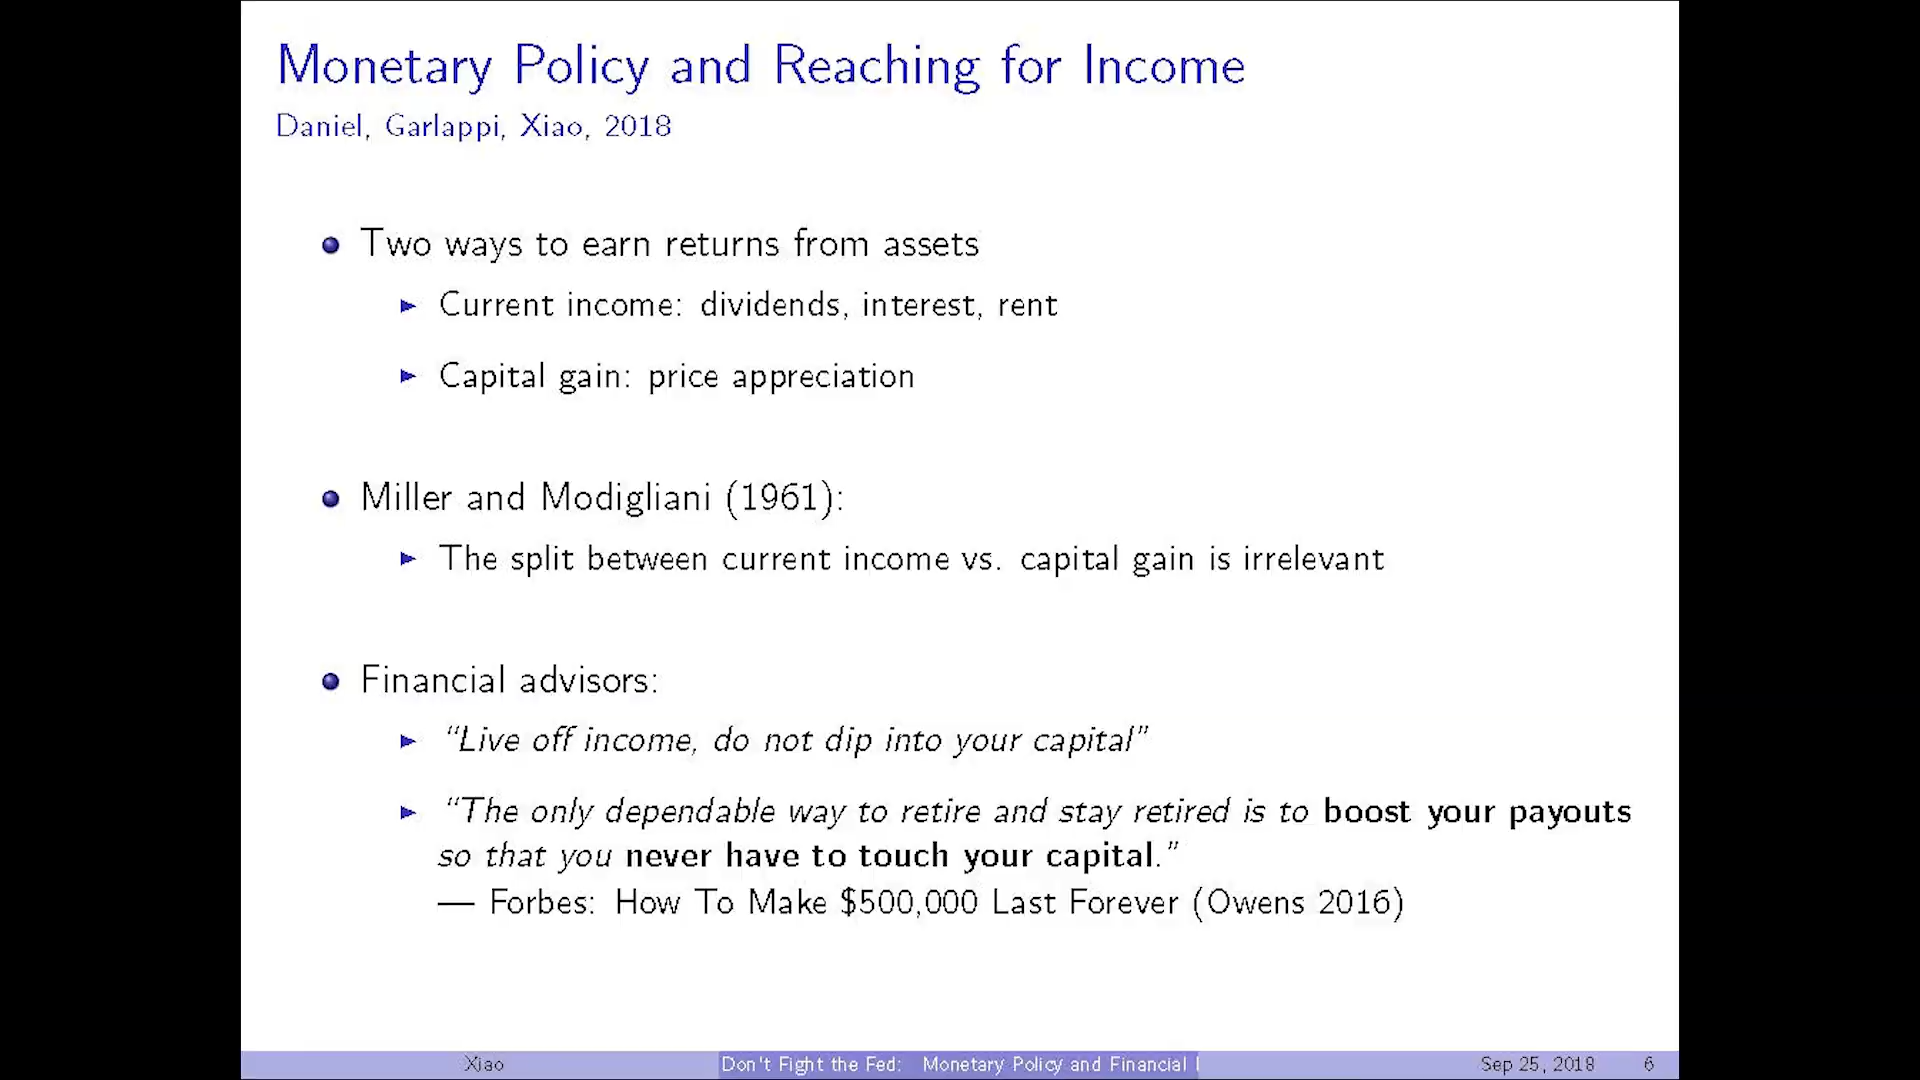 Monetary Policy and Reaching for Income
Daniel, Garlappi, Xiao, 2018
Two ways to earn returns from assets
Current income: dividends, interest, rent
Capital gain: price appreciation
Miller and Modigliani (1961):
The split between current income vs. capital gain is irrelevant
Financial advisors:
“Live off income, do not dip into your capital”
“The only dependable way to retire and stay retired is to boost your payouts
so that you never have to touch your capital.”
— Forbes: How To Make $500,000 Last Forever (Owens 2016)
Xiao Don't Fight the Fed: Monetary Policy and Financial Sep 25, 2018 6